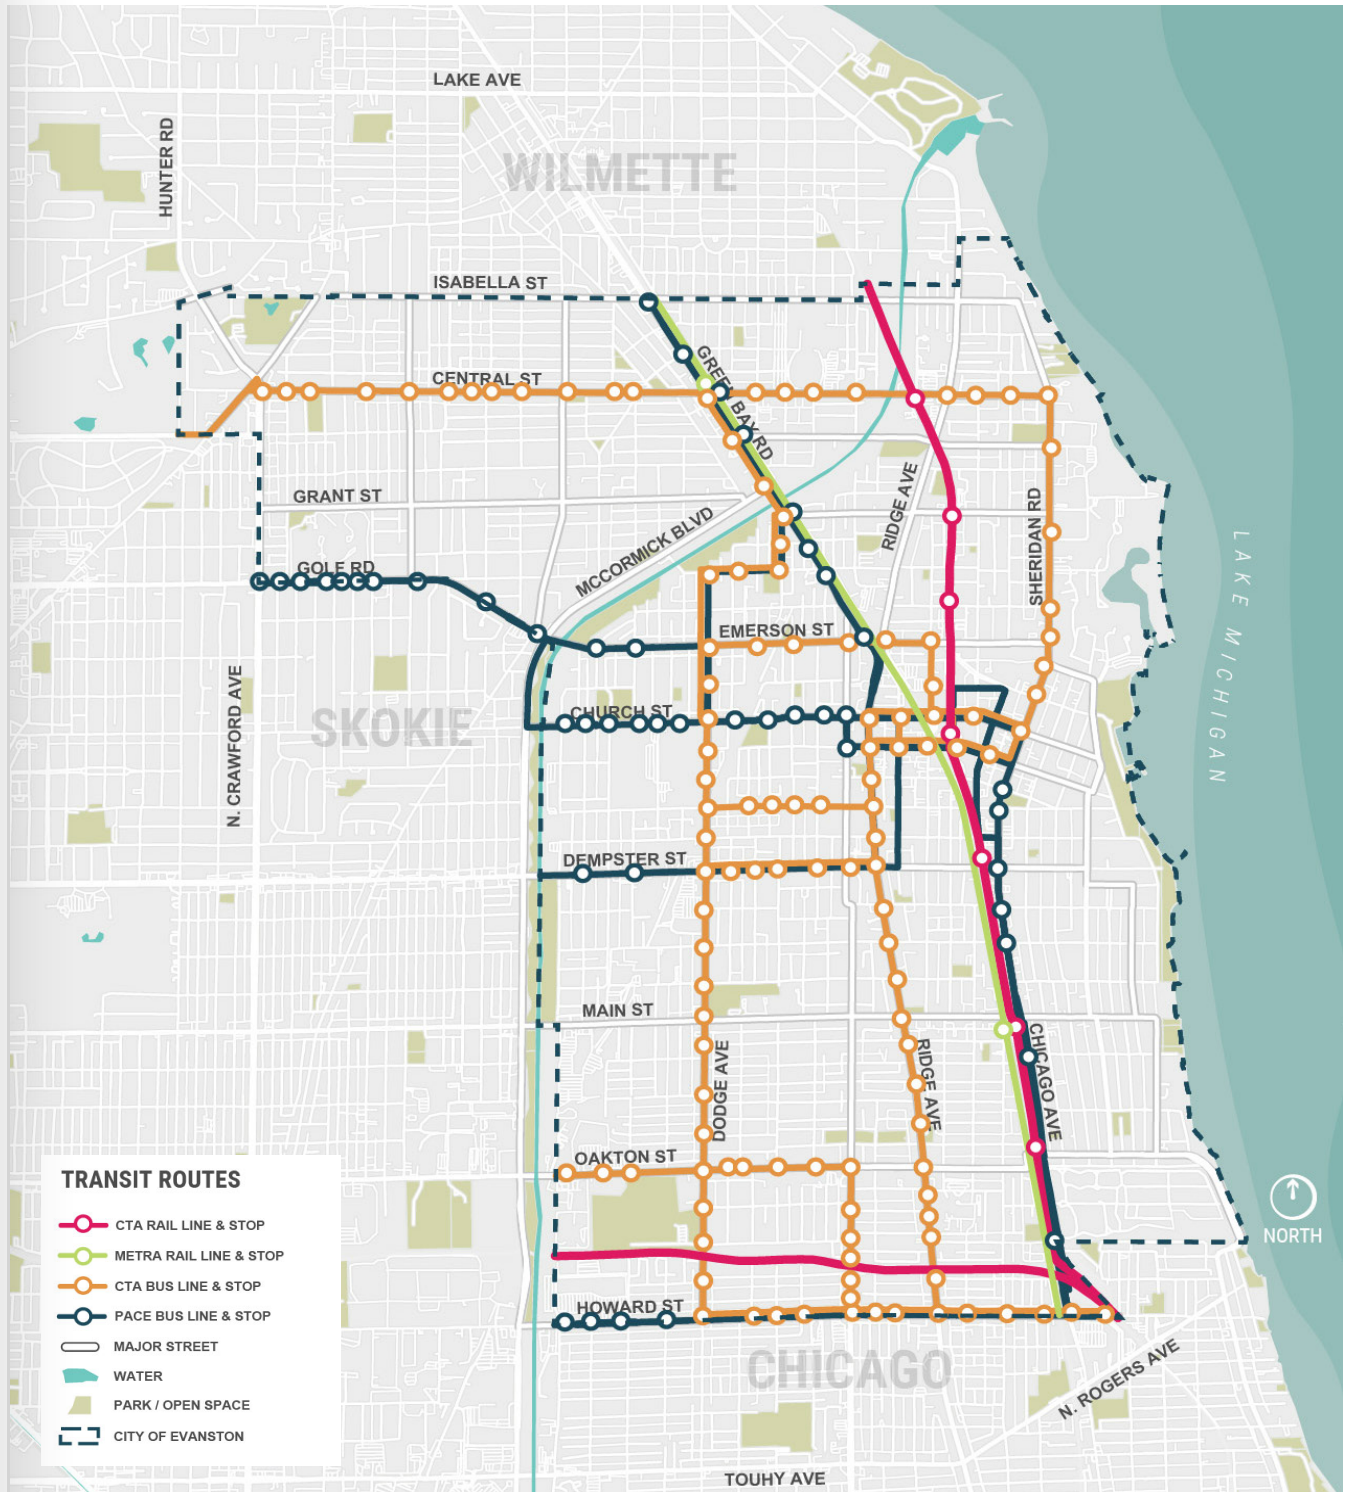 LAKE AVE
HUNTER RD
WILMETTE
ISABELLA ST
GREEN BAY RD
CENTRAL ST
RIDGE AVE
GRANT ST
MCCORMICK BLVD
SHERIDAN RD
LAKE MICHIGAN
GOLF RD
EMERSON ST
N. CRAWFORD AVE
SKOKIE
CHURCH ST
DEMPSTER ST
MAIN ST
DODGE AVE
RIDGE AVE
CHICAGO AVE
OAKTON ST
TRANSIT ROUTES
CTA RAIL LINE & STOP
METRA RAIL LINE & STOP
CTA BUS LINE & STOP
PACE BUS LINE & STOP
MAJOR STREET
WATER
PARK / OPEN SPACE
CITY OF EVANSTON
NORTH
HOWARD ST
CHICAGO
N. ROGERS AVE
TOUHY AVE